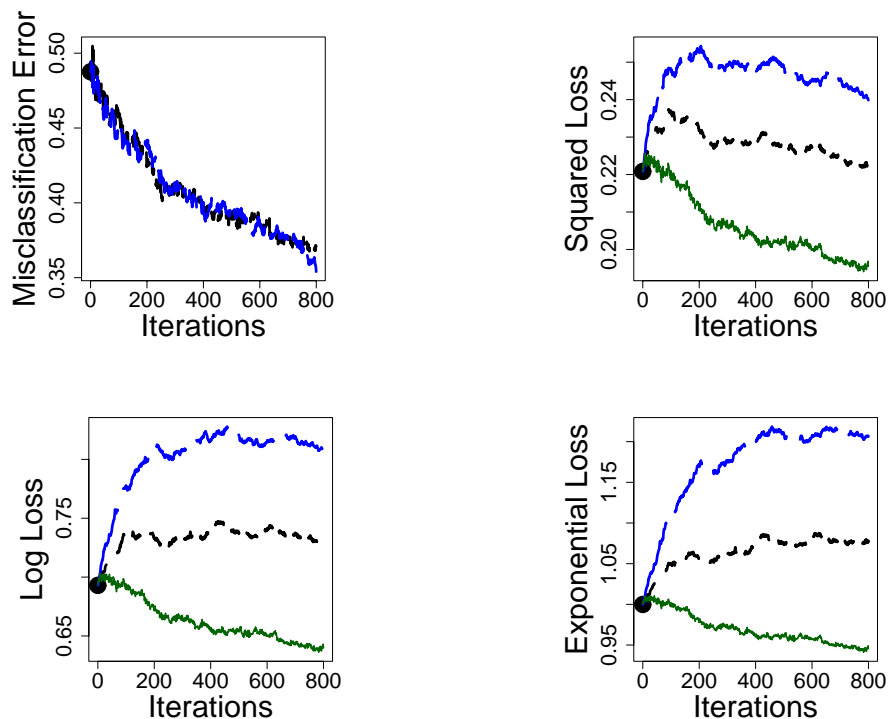 Misclassification Error
0.50
0.45
0.40
0.35
0 200 400 600 800
Iterations
Squared Loss
0.24
0.22
0.20
0 200 400 600 800
Iterations
Log Loss
0.75
0.65
0 200 400 600 800
Iterations
Exponential Loss
1.15
1.05
0.95
0 200 400 600 800
Iterations